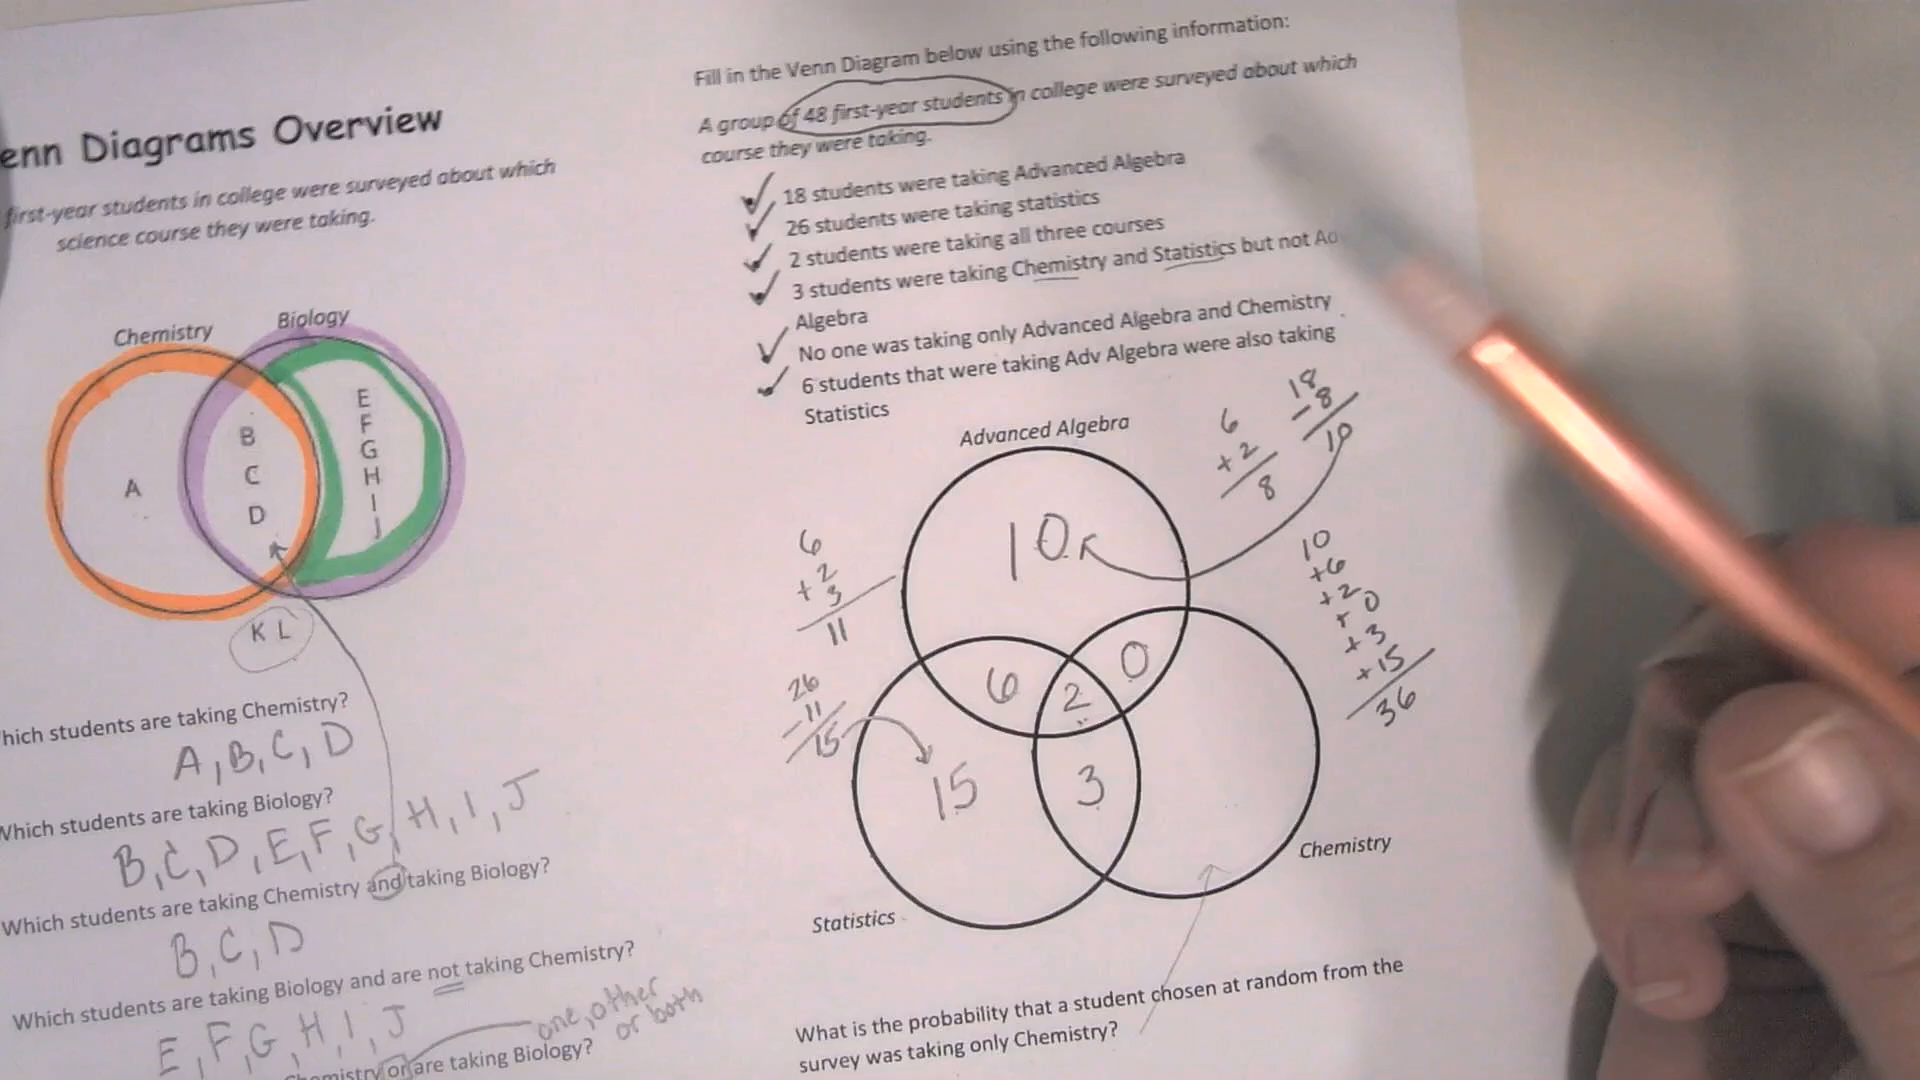 enn Diagrams Overview
first-year students in college were surveyed about which
science course they were taking.
Chemistry
Biology
A
B
C
D
E
F
G
H
I
J
K L
hich students are taking Chemistry?
A, B, C, D
Which students are taking Biology?
B, C, D, E, F, G, H, I, J
Which students are taking Chemistry and taking Biology?
B, C, D
Which students are taking Biology and are not taking Chemistry?
E, F, G, H, I, J
one, other
or both
Chemistry or are taking Biology?
Fill in the Venn Diagram below using the following information:
A group of 48 first-year students in college were surveyed about which
course they were taking.
18 students were taking Advanced Algebra
26 students were taking statistics
2 students were taking all three courses
3 students were taking Chemistry and Statistics but not Ad
Algebra
No one was taking only Advanced Algebra and Chemistry
6 students that were taking Adv Algebra were also taking
Statistics
Advanced Algebra
6
+2
8
18
-8
10
6
+2
3
11
26
-11
15
10
6
2
0
15
3
10
+6
+2
+0
+3
+15
36
Chemistry
Statistics
What is the probability that a student chosen at random from the
survey was taking only Chemistry?